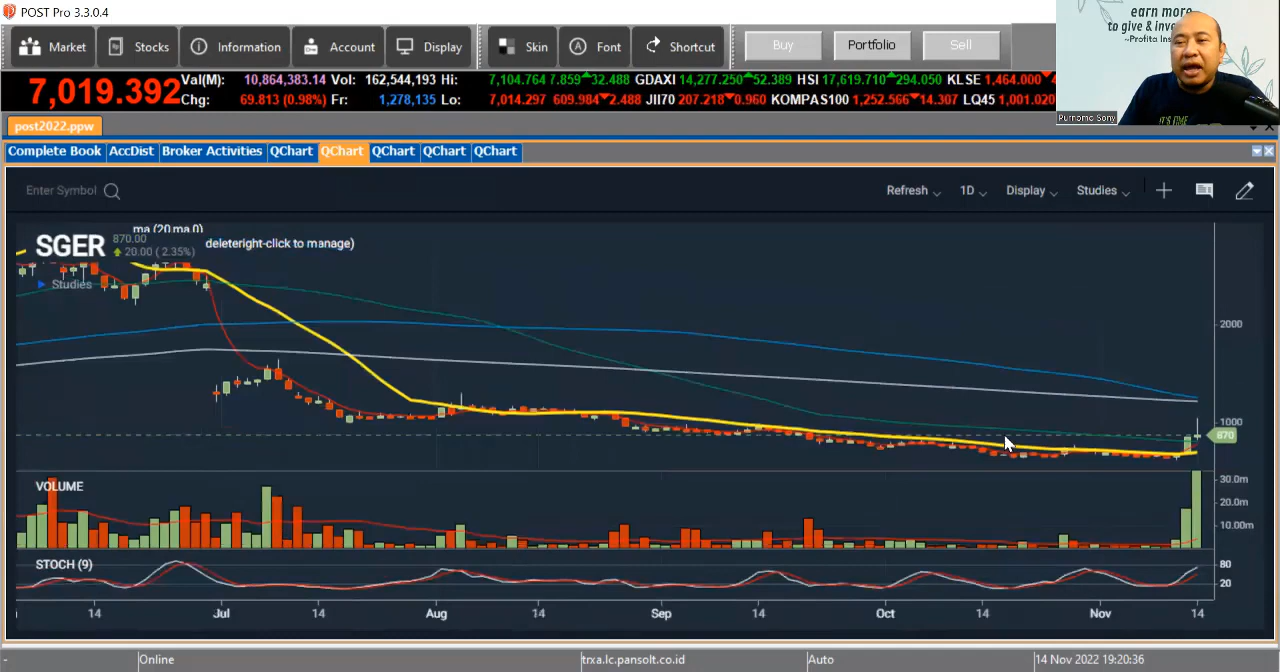 POST Pro 3.3.0.4
Market Stocks Information Account Display Skin Font Shortcut Buy Portfolio Sell
earn more
to give & inve
~Profita Ins
7,019.392 Val(M): 10,864,383.14 Vol: 162,544,193 Hi: 7,104.764 7.859 32.488 GDAXI 14,277.250 52.389 HSI 17,619.710 294.050 KLSE 1,464.000
Chg: 69.813 (0.98%) Fr: 1,278,135 Lo: 7,014.297 609.984 2.488 JII70 207.218 0.960 KOMPAS100 1,252.566 14.307 LQ45 1,001.020
Purnomo Sony
IT'S TIME
post2022.ppw
Complete Book AccDist Broker Activities QChart QChart QChart QChart QChart
Enter Symbol Refresh 1D Display Studies
ma (20,ma,0)
SGER 870.00 deleteright-click to manage)
20.00 (2.35%)
Studies
2000
1000
870
VOLUME
30.0m
20.0m
10.00m
STOCH (9)
80
20
14 Jul 14 Aug 14 Sep 14 Oct 14 Nov 14
- Online trxa.lc.pansolt.co.id Auto 14 Nov 2022 19:20:36